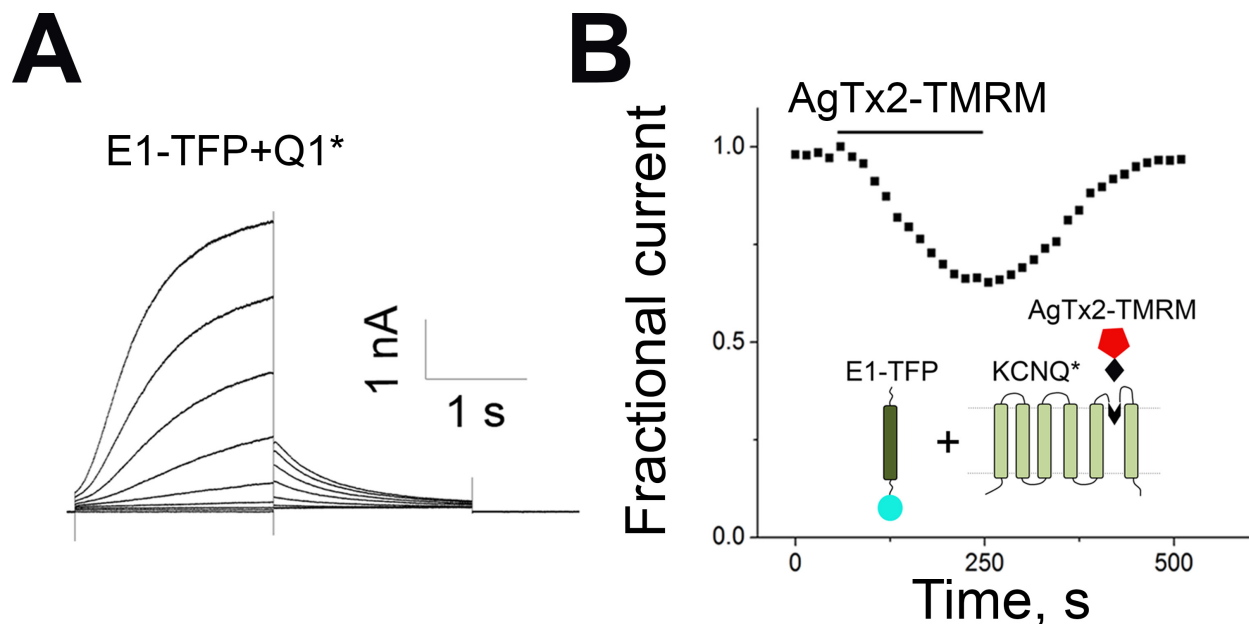 A
E1-TFP+Q1*
1 nA
1 s
B
AgTx2-TMRM
Fractional current
1.0
0.5
0.0
AgTx2-TMRM
E1-TFP
KCNQ*
+
0
250
500
Time, s